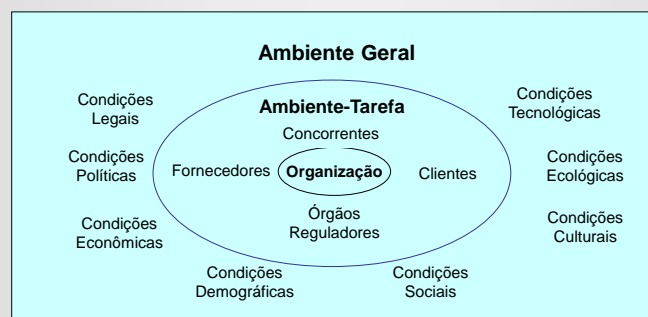 Ambiente Geral
Condições
Legais
Ambiente-Tarefa
Condições
Tecnológicas
Concorrentes
Condições
Políticas
Fornecedores
Organização
Clientes
Condições
Ecológicas
Órgãos
Reguladores
Condições
Econômicas
Condições
Culturais
Condições
Demográficas
Condições
Sociais